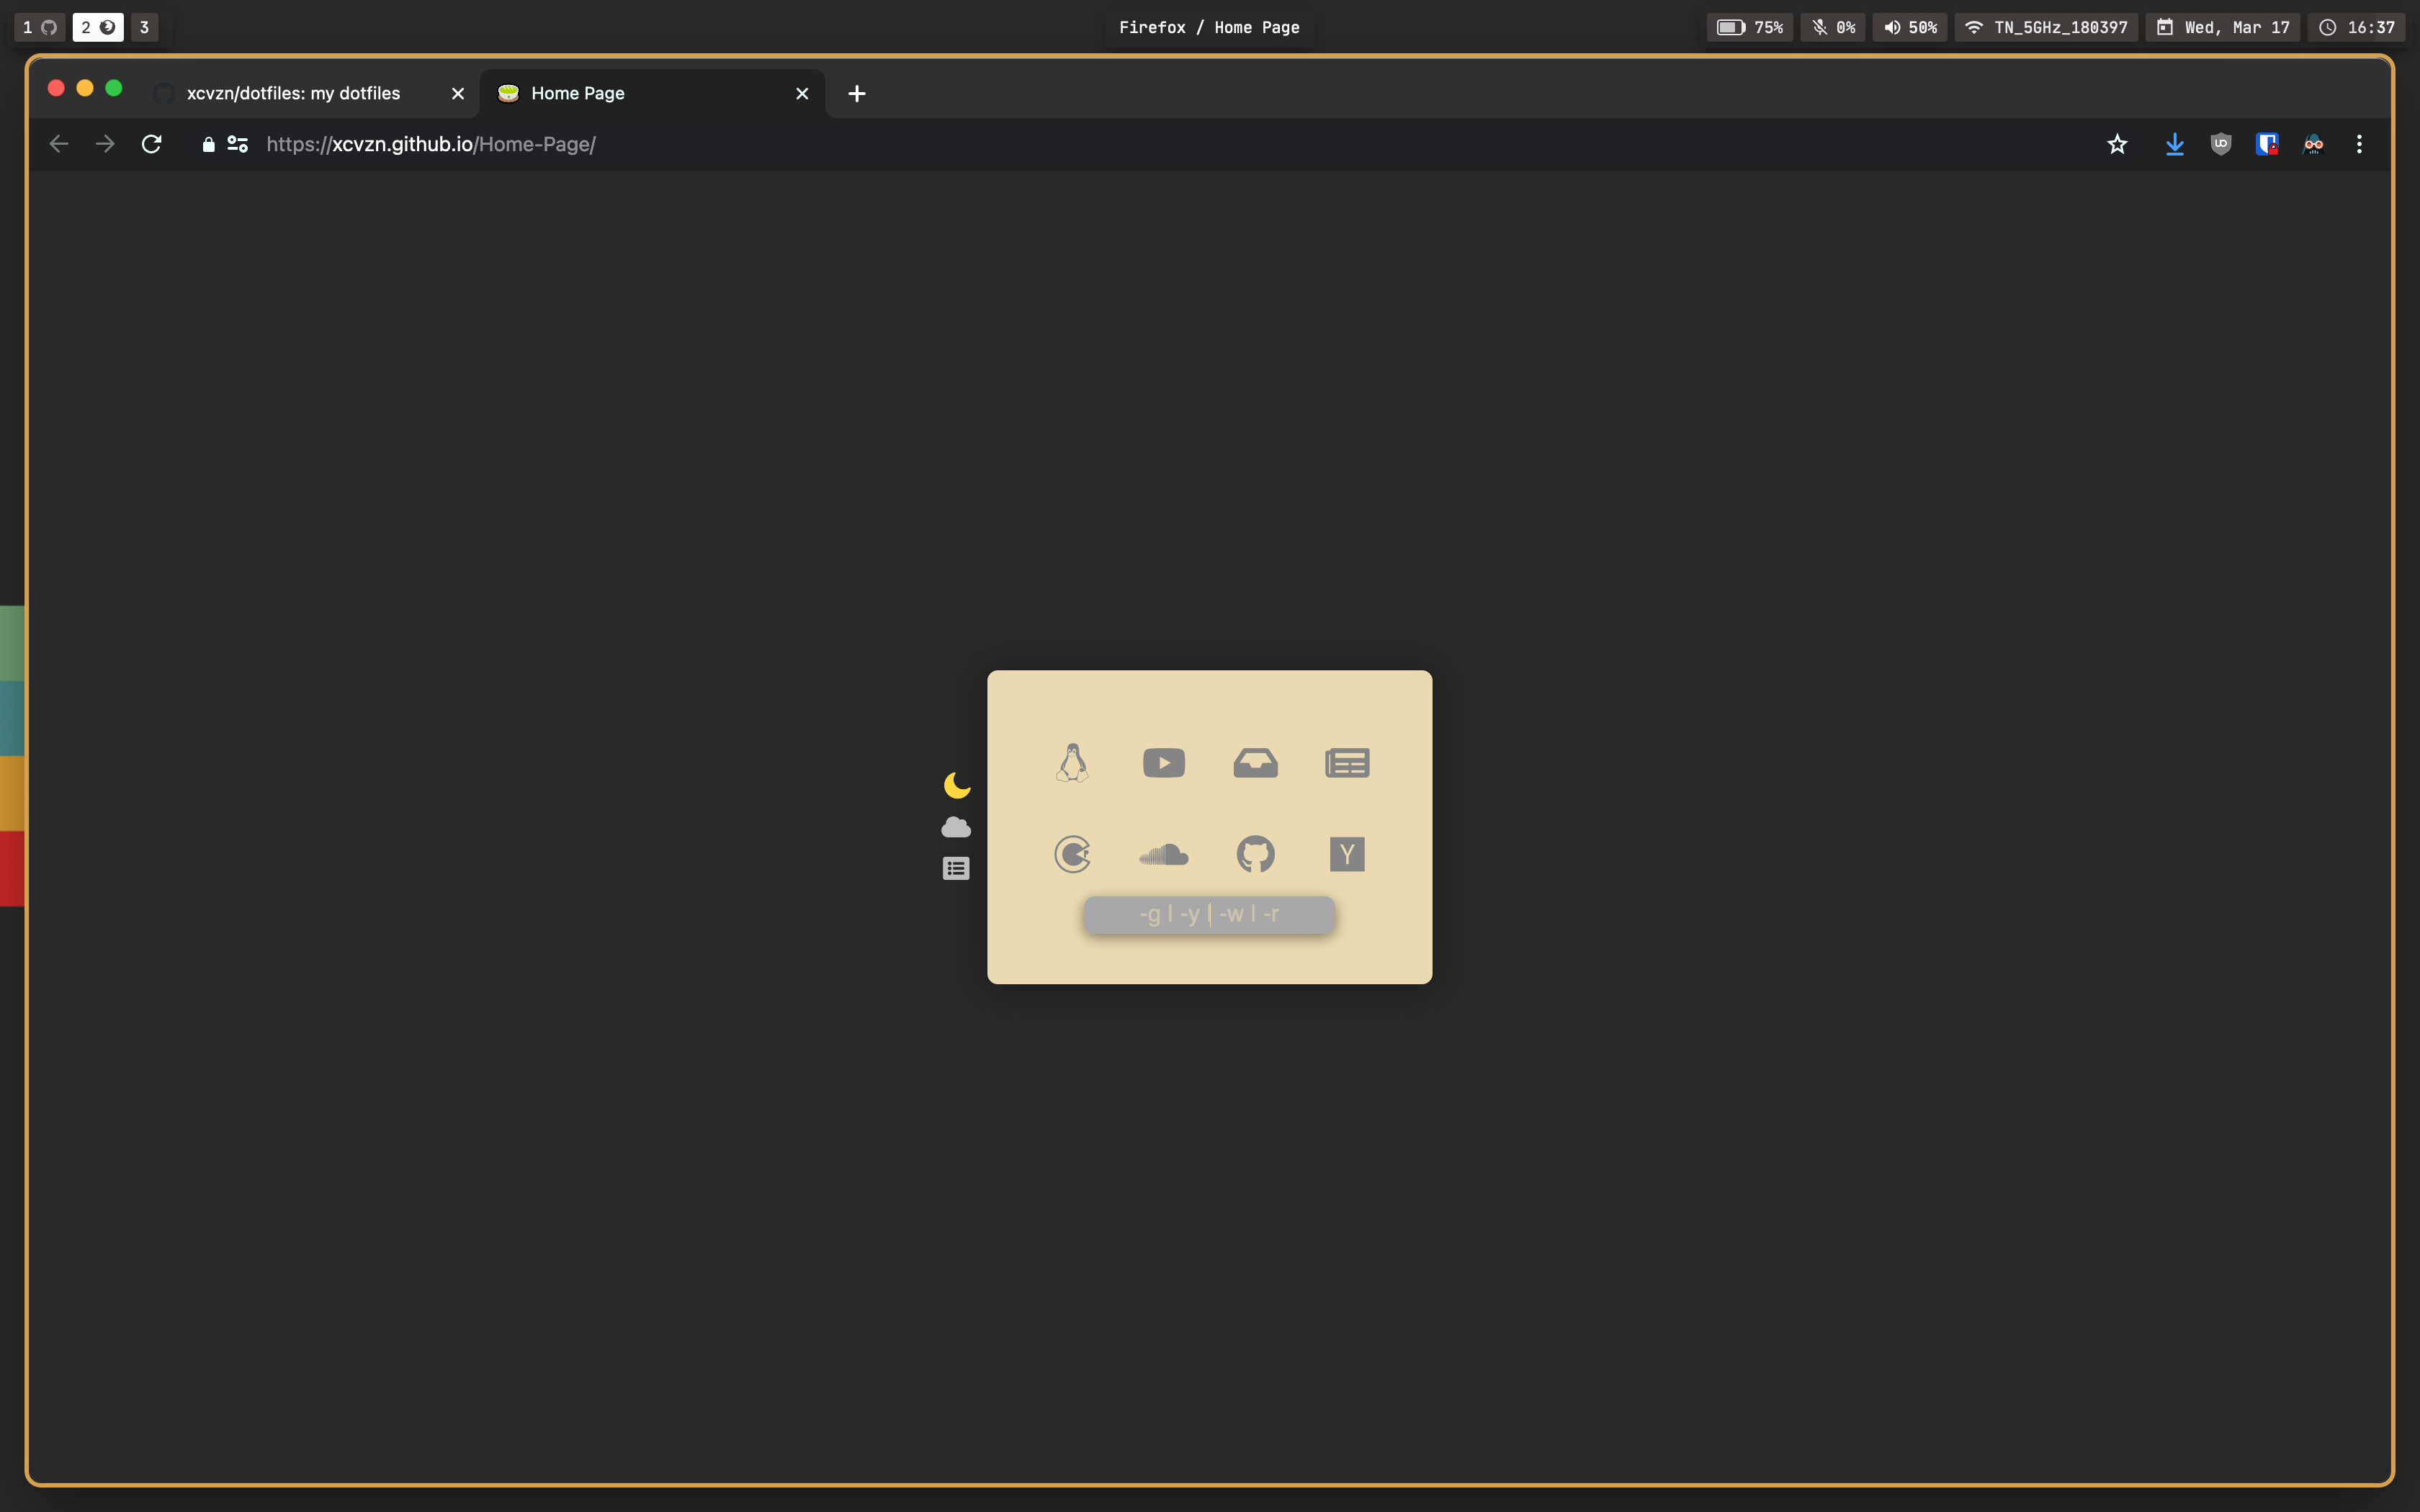 1 2 3 Firefox / Home Page 75% 0% 50% TN_5GHz_180397 Wed, Mar 17 16:37
xcvzn/dotfiles: my dotfiles Home Page
https://xcvzn.github.io/Home-Page/
Y
-g | -y | -w | -r